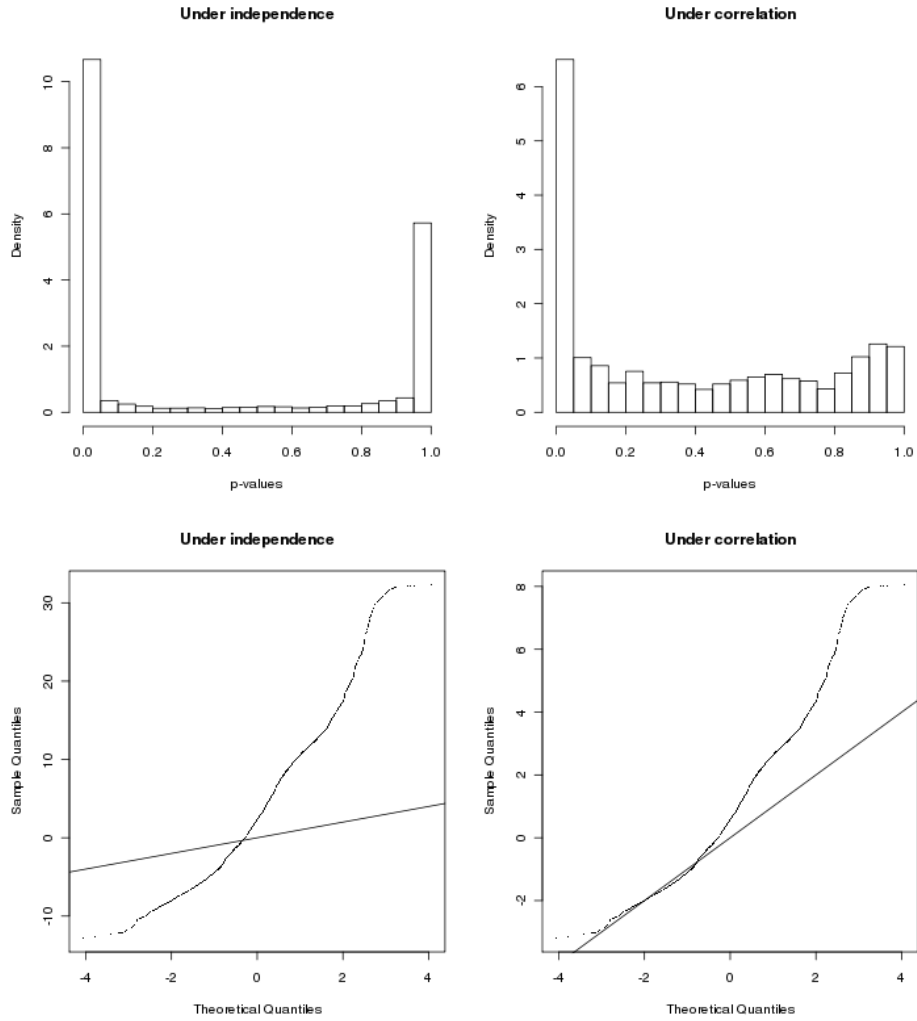 Under independence
Density
0
2
4
6
8
10
0.0 0.2 0.4 0.6 0.8 1.0
p-values
Under correlation
Density
0
1
2
3
4
5
6
0.0 0.2 0.4 0.6 0.8 1.0
p-values
Under independence
Sample Quantiles
-10
0
10
20
30
-4 -2 0 2 4
Theoretical Quantiles
Under correlation
Sample Quantiles
-2
0
2
4
6
8
-4 -2 0 2 4
Theoretical Quantiles